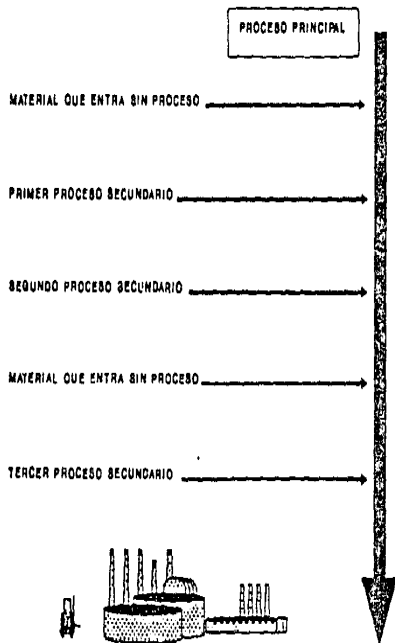 PROCESO PRINCIPAL
MATERIAL QUE ENTRA SIN PROCESO
PRIMER PROCESO SECUNDARIO
SEGUNDO PROCESO SECUNDARIO
MATERIAL QUE ENTRA SIN PROCESO
TERCER PROCESO SECUNDARIO